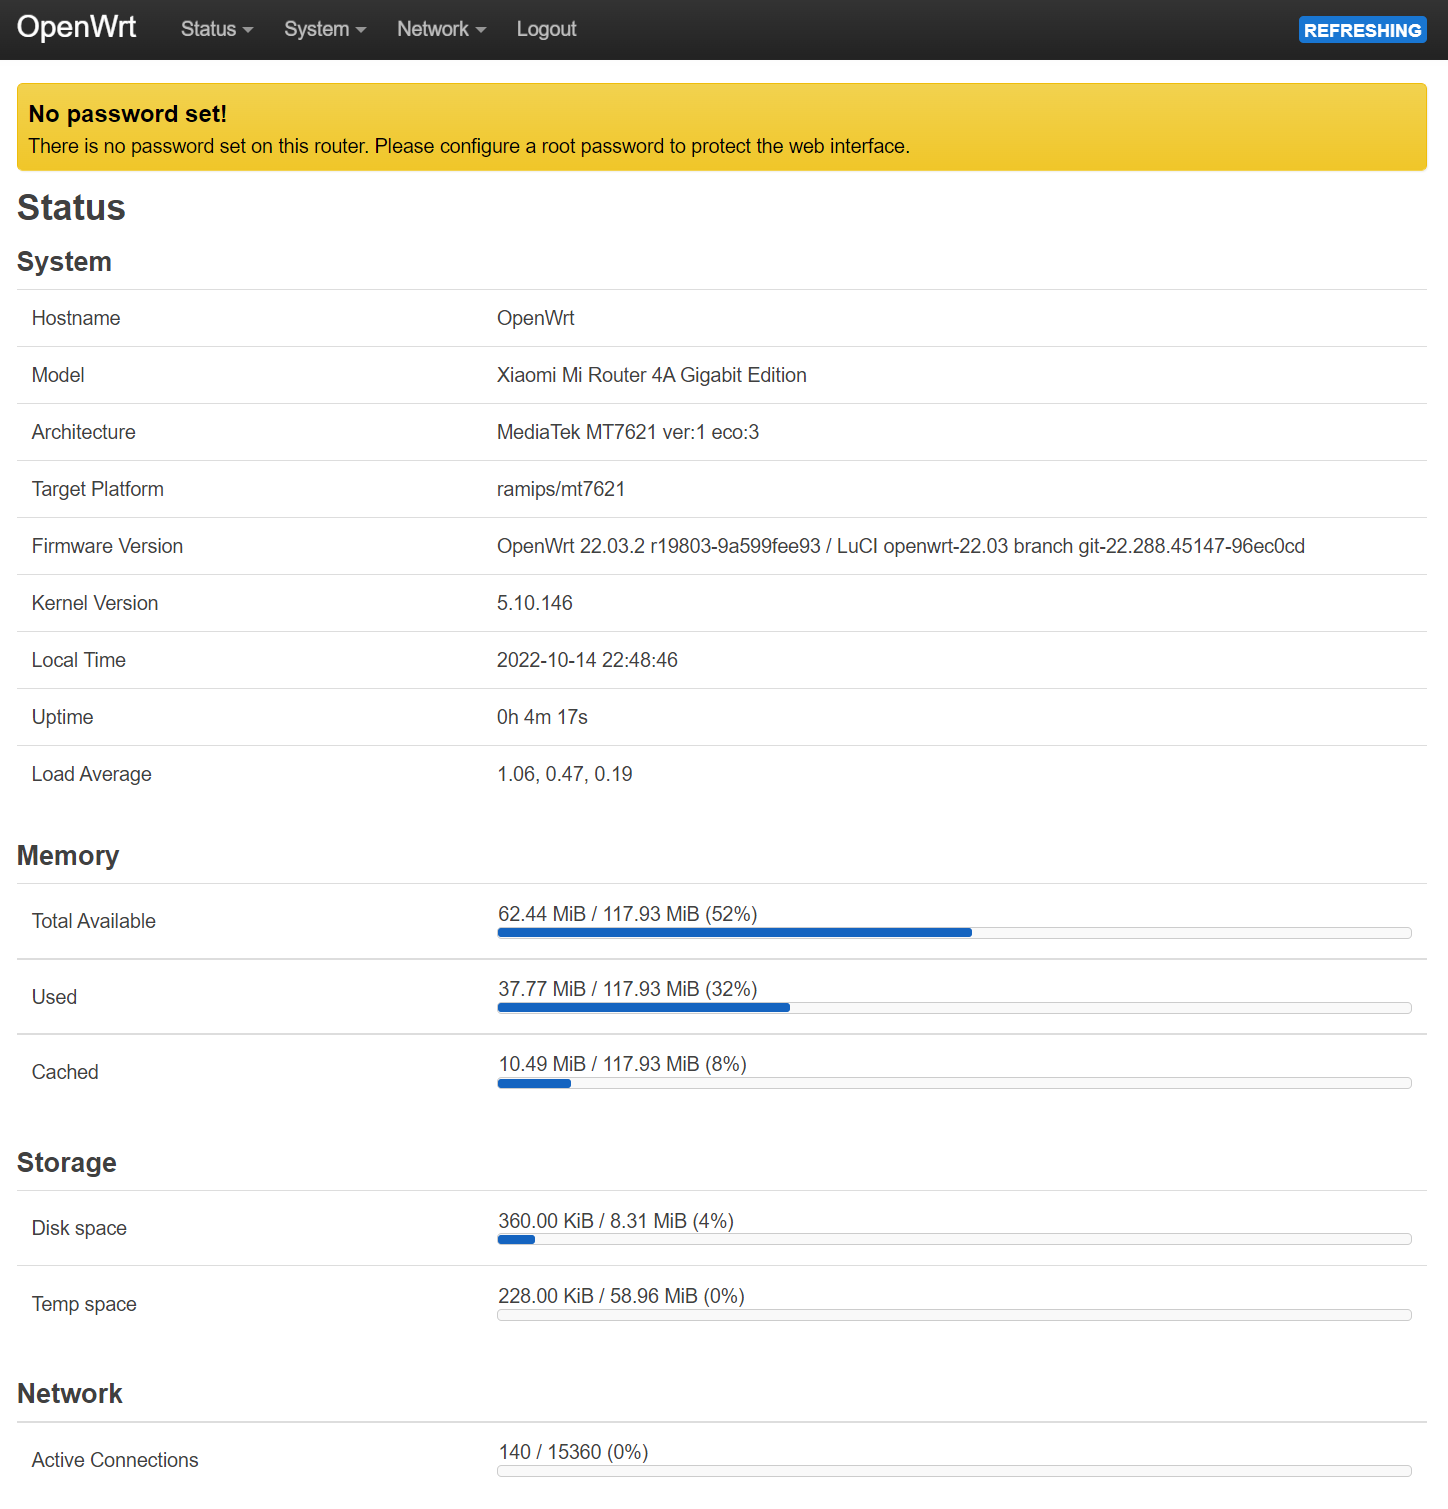 OpenWrt Status System Network Logout REFRESHING
No password set!
There is no password set on this router. Please configure a root password to protect the web interface.
Status
System
Hostname OpenWrt
Model Xiaomi Mi Router 4A Gigabit Edition
Architecture MediaTek MT7621 ver:1 eco:3
Target Platform ramips/mt7621
Firmware Version OpenWrt 22.03.2 r19803-9a599fee93 / LuCI openwrt-22.03 branch git-22.288.45147-96ec0cd
Kernel Version 5.10.146
Local Time 2022-10-14 22:48:46
Uptime 0h 4m 17s
Load Average 1.06, 0.47, 0.19
Memory
Total Available 62.44 MiB / 117.93 MiB (52%)
Used 37.77 MiB / 117.93 MiB (32%)
Cached 10.49 MiB / 117.93 MiB (8%)
Storage
Disk space 360.00 KiB / 8.31 MiB (4%)
Temp space 228.00 KiB / 58.96 MiB (0%)
Network
Active Connections 140 / 15360 (0%)